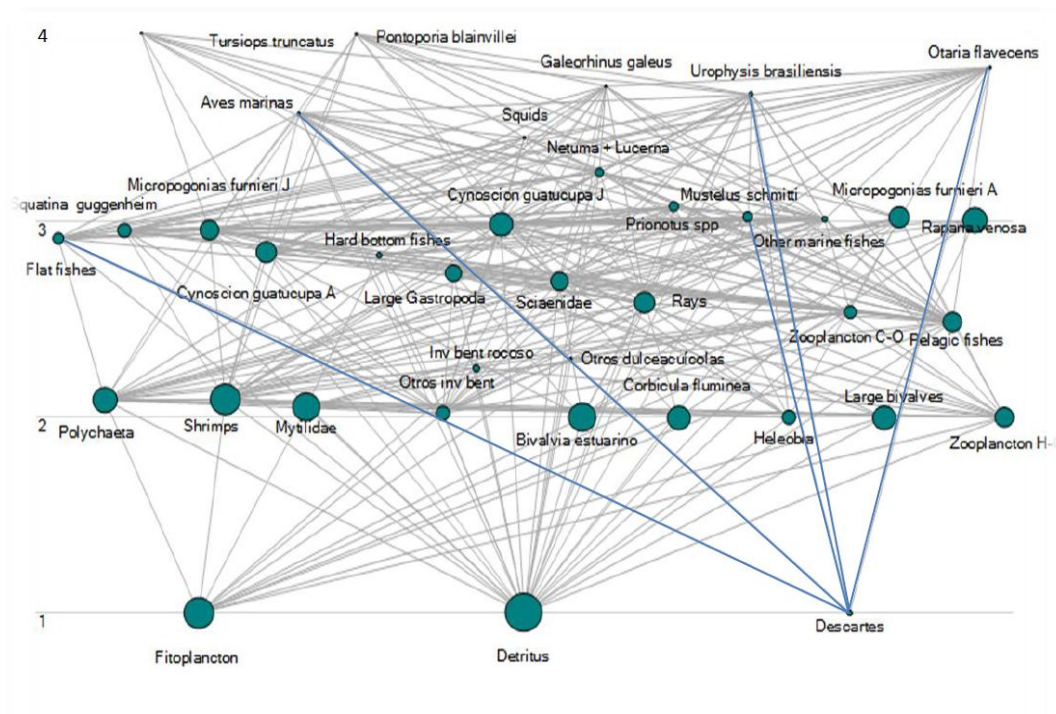 4
Tursiops truncatus
Pontoporia blainvillei
Galeorhinus galeus
Urophysis brasiliensis
Otaria flavecens
Aves marinas
Squids
Netuma + Lucerna
Micropogonias furnieri J
Cynoscion guatucupa J
Mustelus schmitti
Micropogonias furnieri A
Squatina guggenheim
3
Hard bottom fishes
Prionotus spp
Other marine fishes
Rapana venosa
Flat fishes
Cynoscion guatucupa A
Large Gastropoda
Sciaenidae
Rays
Zooplancton C-O
Pelagic fishes
Inv bent rocoso
Otros dulceacuicolas
Otros inv bent
Corbicula fluminea
Large bivalves
2
Polychaeta
Shrimps
Mytilidae
Bivalvia estuarino
Heleobia
Zooplancton H-
1
Descartes
Fitoplancton
Detritus